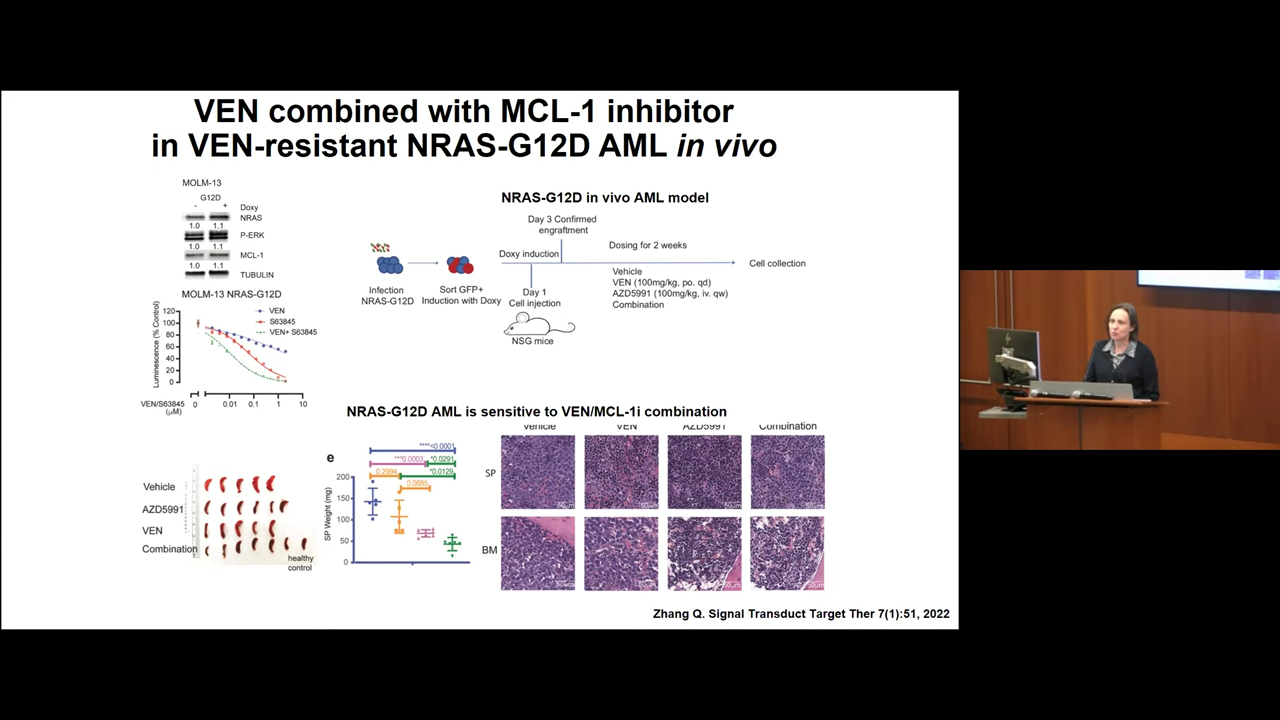 VEN combined with MCL-1 inhibitor
in VEN-resistant NRAS-G12D AML in vivo
MOLM-13
G12D
- + Doxy
NRAS
1.0 1.1
P-ERK
1.0 1.1
MCL-1
1.0 1.1
TUBULIN
MOLM-13 NRAS-G12D
VEN
S63845
VEN+ S63845
Luminescence (% Control)
120
100
80
60
40
20
0
0 0.01 0.1 1 10
VEN/S63845
(μM)
NRAS-G12D in vivo AML model
Day 3 Confirmed
engraftment
Doxy induction
Dosing for 2 weeks
Cell collection
Infection
NRAS-G12D
Sort GFP+
Induction with Doxy
Day 1
Cell injection
NSG mice
Vehicle
VEN (100mg/kg, po. qd)
AZD5991 (100mg/kg, iv. qw)
Combination
NRAS-G12D AML is sensitive to VEN/MCL-1i combination
Vehicle
AZD5991
VEN
Combination
healthy
control
e
****<0.0001
***0.0003 *0.0291
0.2994 *0.0129
0.0685
SP Weight (mg)
200
150
100
50
0
Vehicle VEN AZD5991 Combination
SP
BM
Zhang Q. Signal Transduct Target Ther 7(1):51, 2022